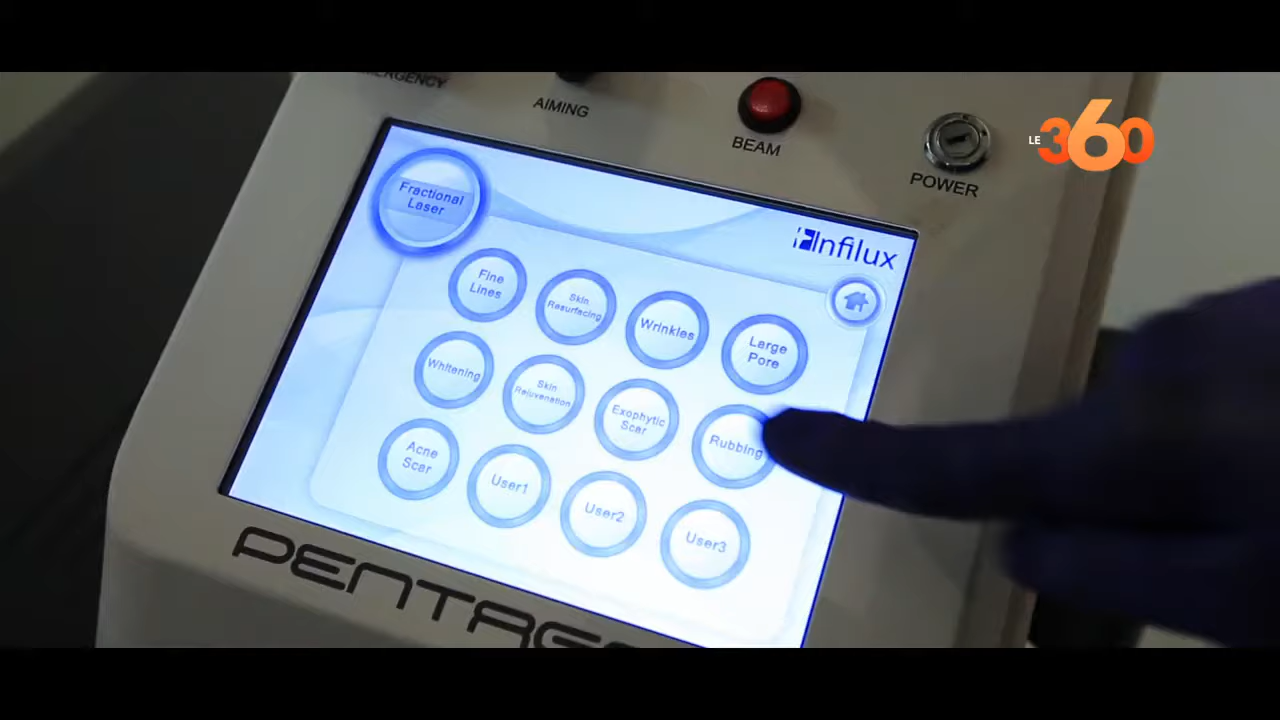 EMERGENCY
AIMING
BEAM
POWER
LE 360
Fractional
Laser
Infilux
Fine
Lines
Skin
Resurfacing
Wrinkles
Large
Pore
Whitening
Skin
Rejuvenation
Exophytic
Scar
Rubbing
Acne
Scar
User1
User2
User3